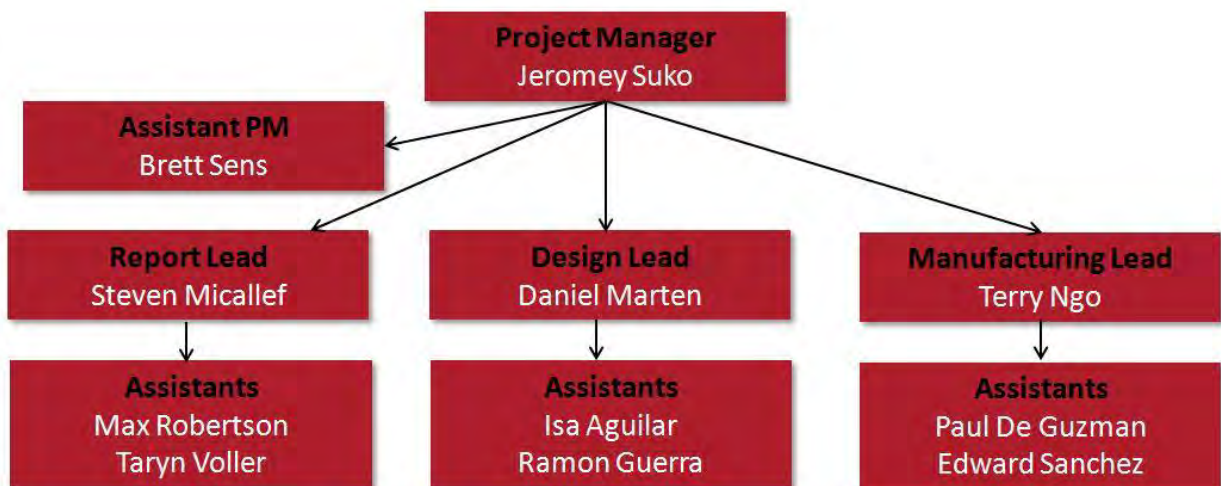 Project Manager
Jeromey Suko
Assistant PM
Brett Sens
Report Lead
Steven Micallef
Design Lead
Daniel Marten
Manufacturing Lead
Terry Ngo
Assistants
Max Robertson
Taryn Voller
Assistants
Isa Aguilar
Ramon Guerra
Assistants
Paul De Guzman
Edward Sanchez